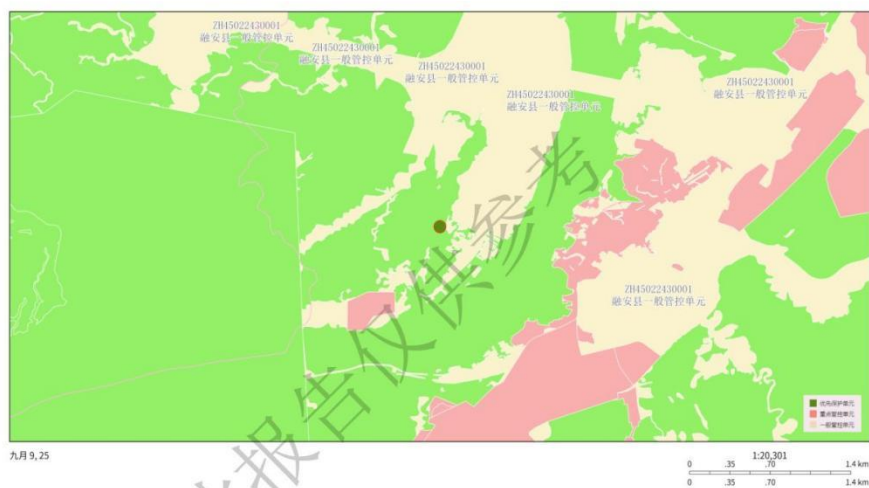 ZH45022430001
融安县一般管控单元
ZH45022430001
融安县一般管控单元
ZH45022430001
融安县一般管控单元
ZH45022430001
融安县一般管控单元
ZH45022430001
融安县一般管控单元
ZH45022430001
融安县一般管控单元
报告仅供参考
优先保护单元
重点管控单元
一般管控单元
九月 9, 25
1:20,301
0 .35 .70 1.4 km
0 .35 .70 1.4 km